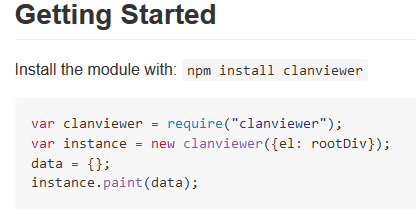 Getting Started
Install the module with: npm install clanviewer
var clanviewer = require("clanviewer");
var instance = new clanviewer({el: rootDiv});
data = {};
instance.paint(data);